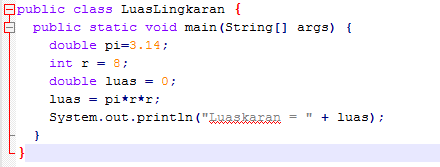 public class LuasLingkaran {
public static void main(String[] args) {
double pi=3.14;
int r = 8;
double luas = 0;
luas = pi*r*r;
System.out.println("Luaskaran = " + luas);
}
}